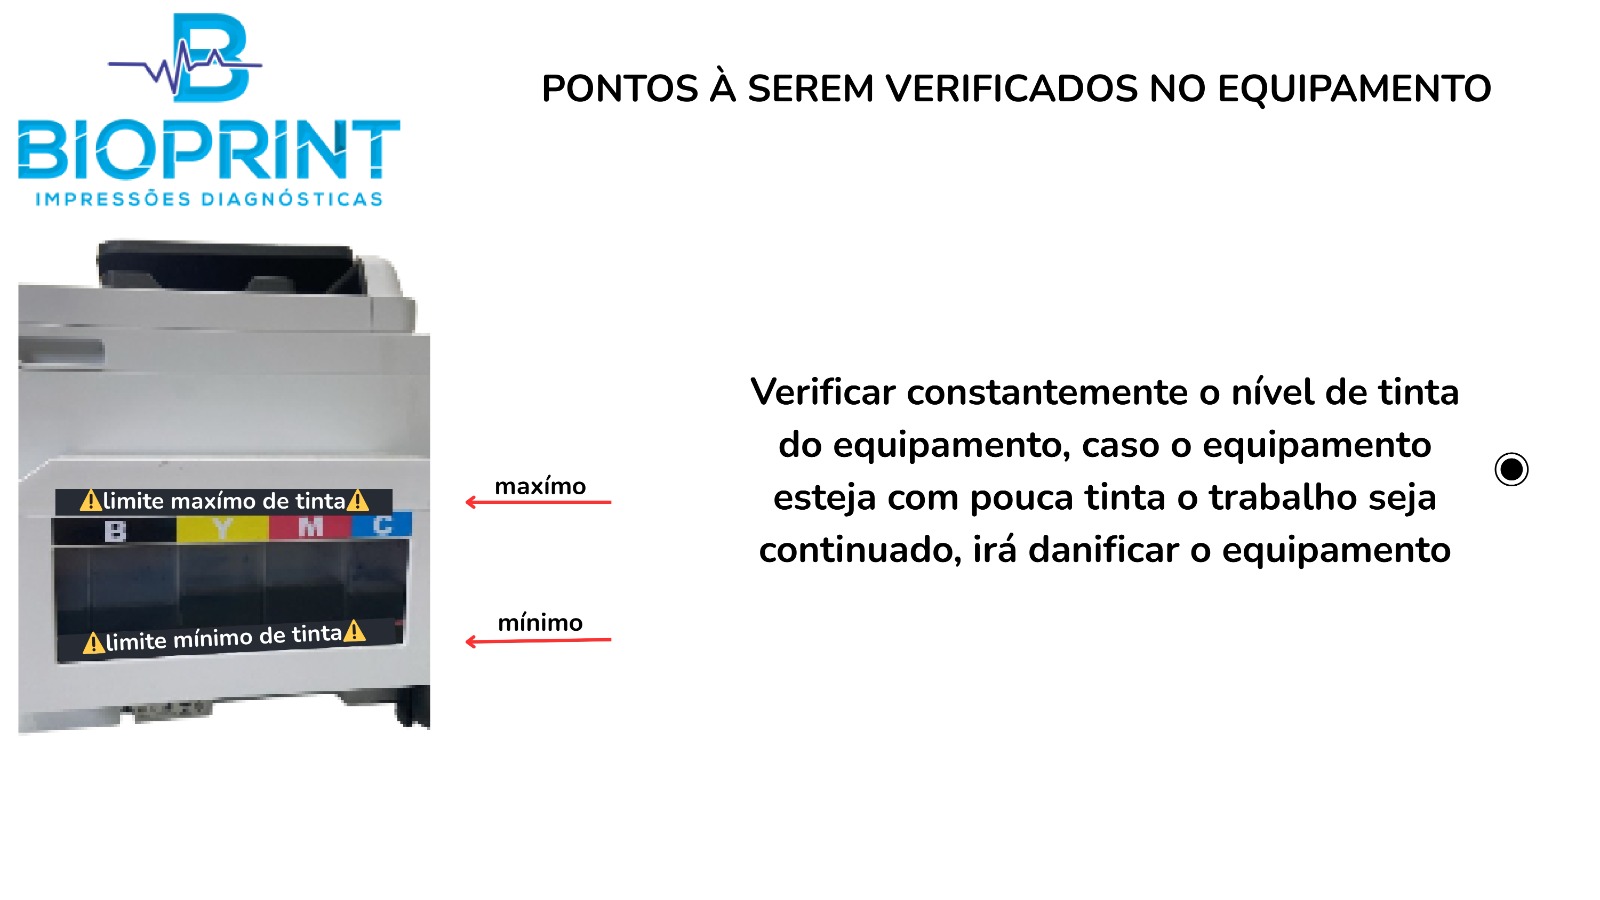 B
BIOPRINT
IMPRESSÕES DIAGNÓSTICAS
PONTOS À SEREM VERIFICADOS NO EQUIPAMENTO
⚠️limite maxímo de tinta⚠️
B Y M C
⚠️limite mínimo de tinta⚠️
maxímo
mínimo
Verificar constantemente o nível de tinta
do equipamento, caso o equipamento
esteja com pouca tinta o trabalho seja
continuado, irá danificar o equipamento